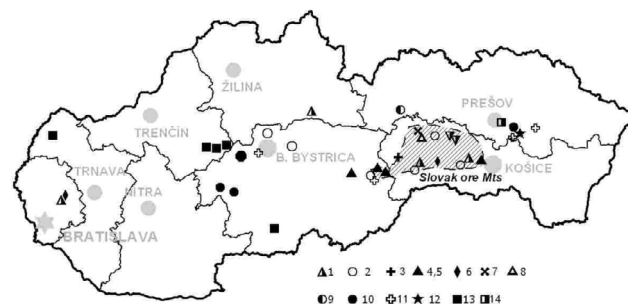 ŽILINA
PREŠOV
TRENČÍN
B. BYSTRICA
KOŠICE
TRNAVA
NITRA
Slovak ore Mts
BRATISLAVA
1 2 3 4,5 6 7 8
9 10 11 12 13 14